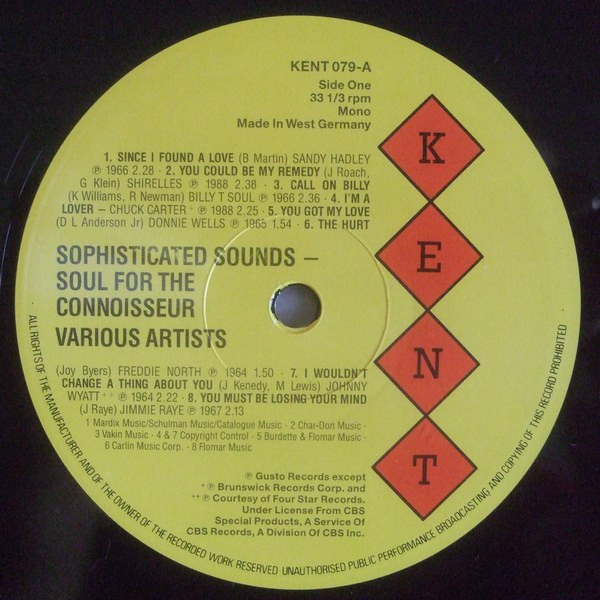 KENT 079-A
Side One
33 1/3 rpm
Mono
Made In West Germany
1. SINCE I FOUND A LOVE (B Martin) SANDY HADLEY
℗ 1966 2.28 · 2. YOU COULD BE MY REMEDY (J Roach,
G Klein) SHIRELLES ℗ 1988 2.38 · 3. CALL ON BILLY
(K Williams, R Newman) BILLY T SOUL ℗ 1966 2.36 · 4. I'M A
LOVER – CHUCK CARTER + ℗ 1988 2.25 · 5. YOU GOT MY LOVE
(D L Anderson Jr) DONNIE WELLS ℗ 1965 1.54 · 6. THE HURT
SOPHISTICATED SOUNDS –
SOUL FOR THE
CONNOISSEUR
VARIOUS ARTISTS
(Joy Byers) FREDDIE NORTH ℗ 1964 1.50 · 7. I WOULDN'T
CHANGE A THING ABOUT YOU (J Kenedy, M Lewis) JOHNNY
WYATT ++ ℗ 1964 2.22 · 8. YOU MUST BE LOSING YOUR MIND
(J Raye) JIMMIE RAYE ℗ 1967 2.13
1 Mardix Music/Schulman Music/Catalogue Music · 2 Char-Don Music ·
3 Vakin Music · 4 & 7 Copyright Control · 5 Burdette & Flomar Music ·
6 Carlin Music Corp. · 8 Flomar Music
℗ Gusto Records except
+ ℗ Brunswick Records Corp. and
++ ℗ Courtesy of Four Star Records.
Under License From CBS
Special Products, A Service Of
CBS Records, A Division Of CBS Inc.
K
E
N
T
ALL RIGHTS OF THE MANUFACTURER AND OF THE OWNER OF THE RECORDED WORK RESERVED UNAUTHORISED PUBLIC PERFORMANCE BROADCASTING AND COPYING OF THIS RECORD PROHIBITED